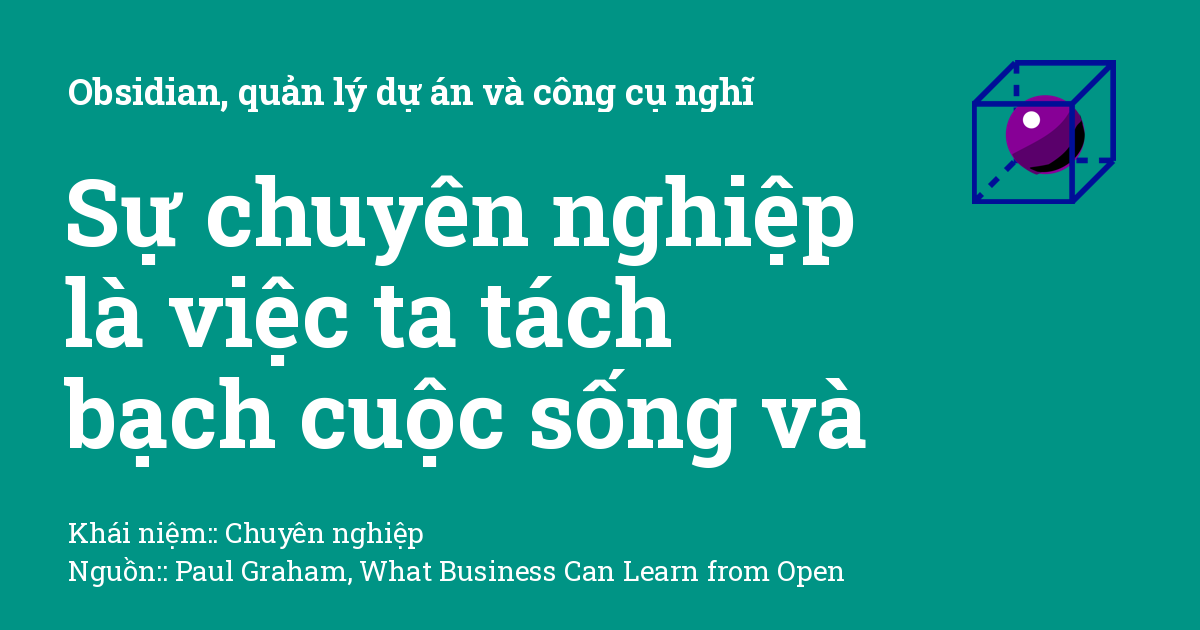 Obsidian, quản lý dự án và công cụ nghĩ
Sự chuyên nghiệp
là việc ta tách
bạch cuộc sống và
Khái niệm:: Chuyên nghiệp
Nguồn:: Paul Graham, What Business Can Learn from Open